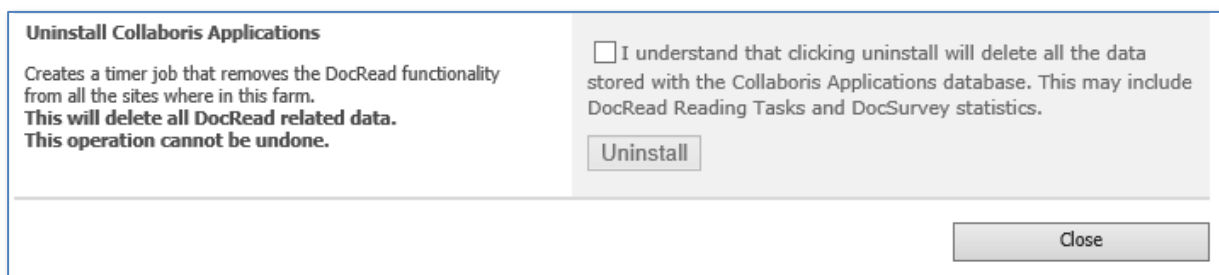 Uninstall Collaboris Applications
Creates a timer job that removes the DocRead functionality
from all the sites where in this farm.
This will delete all DocRead related data.
This operation cannot be undone.
I understand that clicking uninstall will delete all the data
stored with the Collaboris Applications database. This may include
DocRead Reading Tasks and DocSurvey statistics.
Uninstall
Close